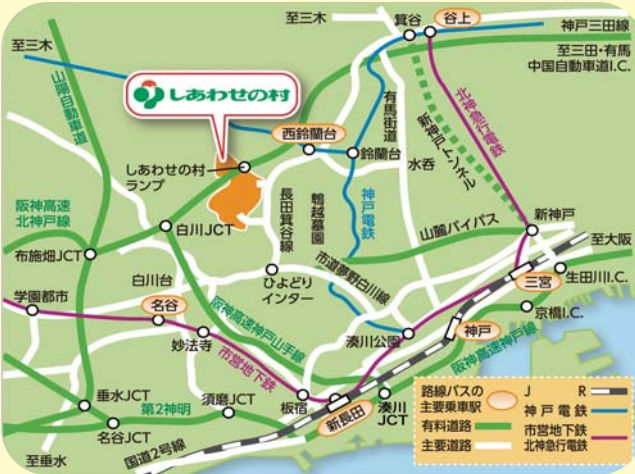 至三木
箕谷
谷上
神戸三田線
至三木
至三田・有馬
中国自動車道I.C.
山陽自動車道
しあわせの村
有馬街道
北神急行電鉄
新神戸トンネル
西鈴蘭台
鈴蘭台
水呑
しあわせの村
ランプ
阪神高速
北神戸線
長田箕谷線
鵯越墓園
神戸電鉄
山麓バイパス
新神戸
至大阪
白川JCT
布施畑JCT
市道夢野白川線
白川台
ひよどり
インター
三宮
生田川I.C.
学園都市
名谷
阪神高速神戸山手線
京橋I.C.
妙法寺
市営地下鉄
湊川公園
神戸
阪神高速神戸線
垂水JCT
第2神明
須磨JCT
板宿
新長田
湊川
JCT
名谷JCT
至垂水
国道2号線
路線バスの
主要乗車駅
有料道路
主要道路
JR
神戸電鉄
市営地下鉄
北神急行電鉄